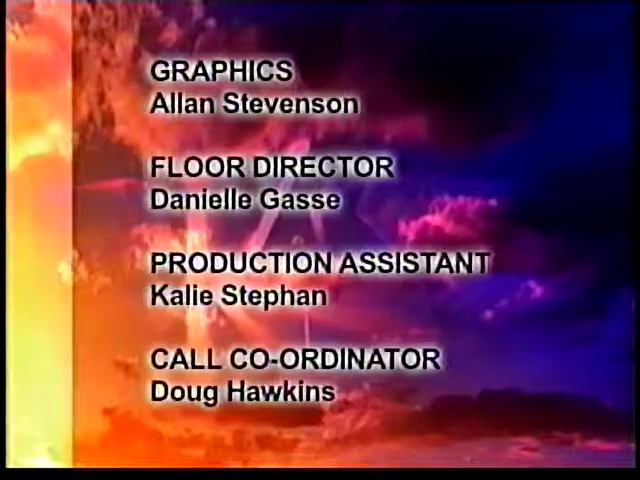 GRAPHICS
Allan Stevenson
FLOOR DIRECTOR
Danielle Gasse
PRODUCTION ASSISTANT
Kalie Stephan
CALL CO-ORDINATOR
Doug Hawkins